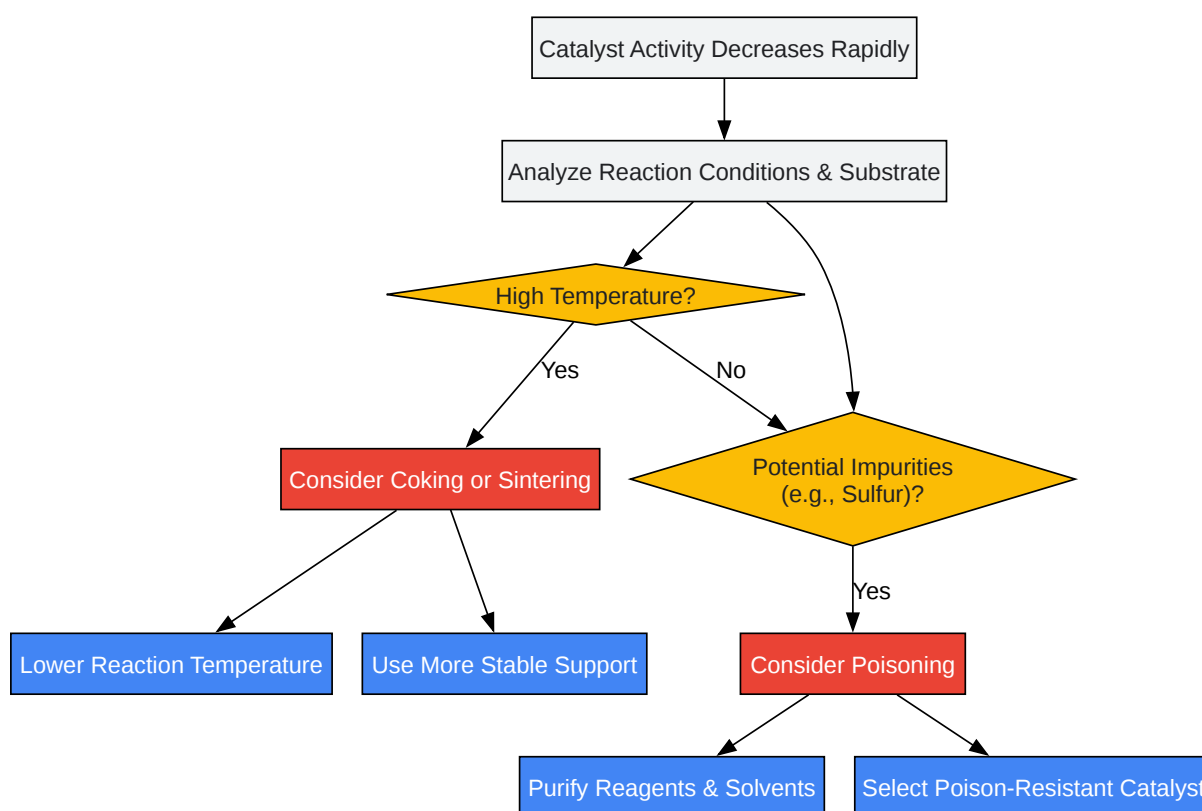 Catalyst Activity Decreases Rapidly
Analyze Reaction Conditions & Substrate
High Temperature?
Yes
No
Consider Coking or Sintering
Potential Impurities
(e.g., Sulfur)?
Yes
Lower Reaction Temperature
Use More Stable Support
Consider Poisoning
Purify Reagents & Solvents
Select Poison-Resistant Catalyst